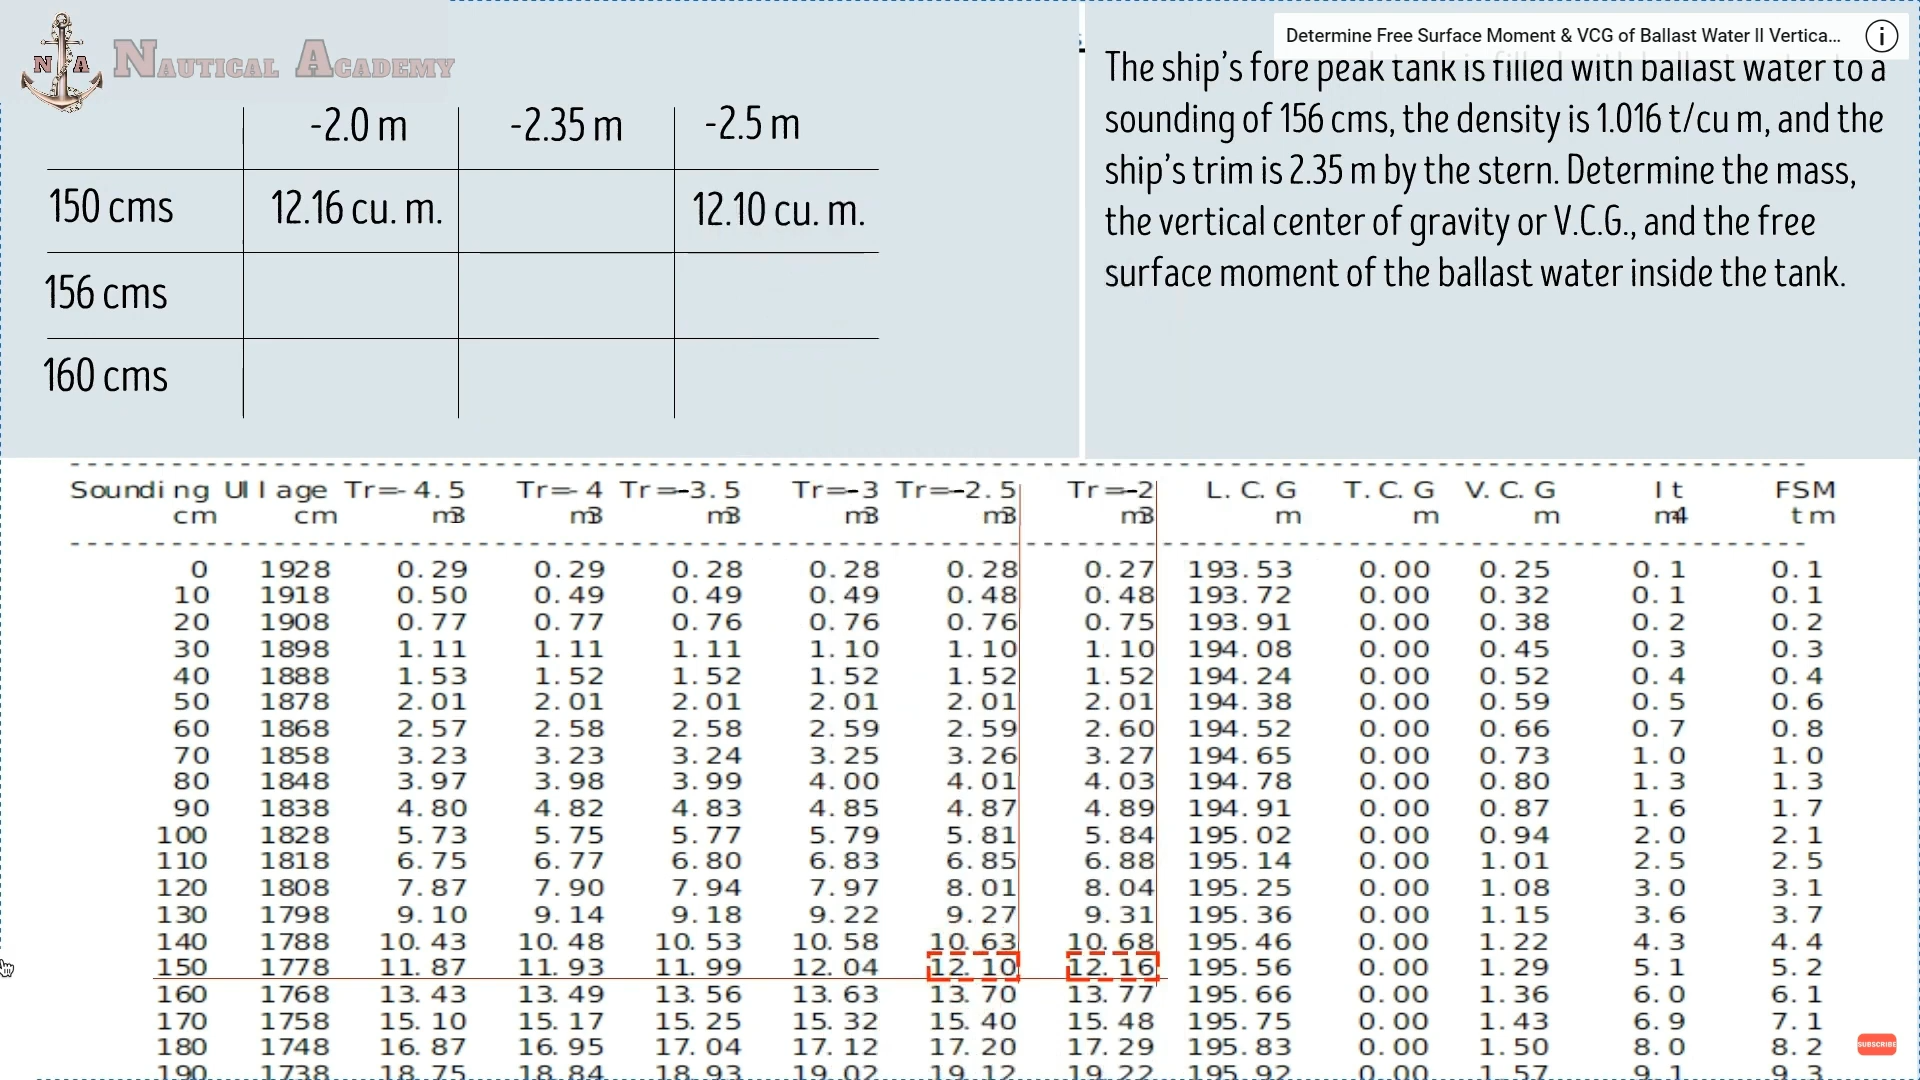 Determine Free Surface Moment & VCG of Ballast Water ll Vertica...
N A NAUTICAL ACADEMY
-2.0 m -2.35 m -2.5 m
150 cms 12.16 cu. m. 12.10 cu. m.
156 cms
160 cms
The ship's fore peak tank is filled with ballast water to a
sounding of 156 cms, the density is 1.016 t/cu m, and the
ship's trim is 2.35 m by the stern. Determine the mass,
the vertical center of gravity or V.C.G., and the free
surface moment of the ballast water inside the tank.
Sounding Ullage Tr=-4.5 Tr=-4 Tr=-3.5 Tr=-3 Tr=-2.5 Tr=-2 L.C.G T.C.G V.C.G It FSM
cm cm m3 m3 m3 m3 m3 m3 m m m m4 tm
0 1928 0.29 0.29 0.28 0.28 0.28 0.27 193.53 0.00 0.25 0.1 0.1
10 1918 0.50 0.49 0.49 0.49 0.48 0.48 193.72 0.00 0.32 0.1 0.1
20 1908 0.77 0.77 0.76 0.76 0.76 0.75 193.91 0.00 0.38 0.2 0.2
30 1898 1.11 1.11 1.11 1.10 1.10 1.10 194.08 0.00 0.45 0.3 0.3
40 1888 1.53 1.52 1.52 1.52 1.52 1.52 194.24 0.00 0.52 0.4 0.4
50 1878 2.01 2.01 2.01 2.01 2.01 2.01 194.38 0.00 0.59 0.5 0.6
60 1868 2.57 2.58 2.58 2.59 2.59 2.60 194.52 0.00 0.66 0.7 0.8
70 1858 3.23 3.23 3.24 3.25 3.26 3.27 194.65 0.00 0.73 1.0 1.0
80 1848 3.97 3.98 3.99 4.00 4.01 4.03 194.78 0.00 0.80 1.3 1.3
90 1838 4.80 4.82 4.83 4.85 4.87 4.89 194.91 0.00 0.87 1.6 1.7
100 1828 5.73 5.75 5.77 5.79 5.81 5.84 195.02 0.00 0.94 2.0 2.1
110 1818 6.75 6.77 6.80 6.83 6.85 6.88 195.14 0.00 1.01 2.5 2.5
120 1808 7.87 7.90 7.94 7.97 8.01 8.04 195.25 0.00 1.08 3.0 3.1
130 1798 9.10 9.14 9.18 9.22 9.27 9.31 195.36 0.00 1.15 3.6 3.7
140 1788 10.43 10.48 10.53 10.58 10.63 10.68 195.46 0.00 1.22 4.3 4.4
150 1778 11.87 11.93 11.99 12.04 12.10 12.16 195.56 0.00 1.29 5.1 5.2
160 1768 13.43 13.49 13.56 13.63 13.70 13.77 195.66 0.00 1.36 6.0 6.1
170 1758 15.10 15.17 15.25 15.32 15.40 15.48 195.75 0.00 1.43 6.9 7.1
180 1748 16.87 16.95 17.04 17.12 17.20 17.29 195.83 0.00 1.50 8.0 8.2
190 1738 18.75 18.84 18.93 19.02 19.12 19.22 195.92 0.00 1.57 9.1 9.3
SUBSCRIBE